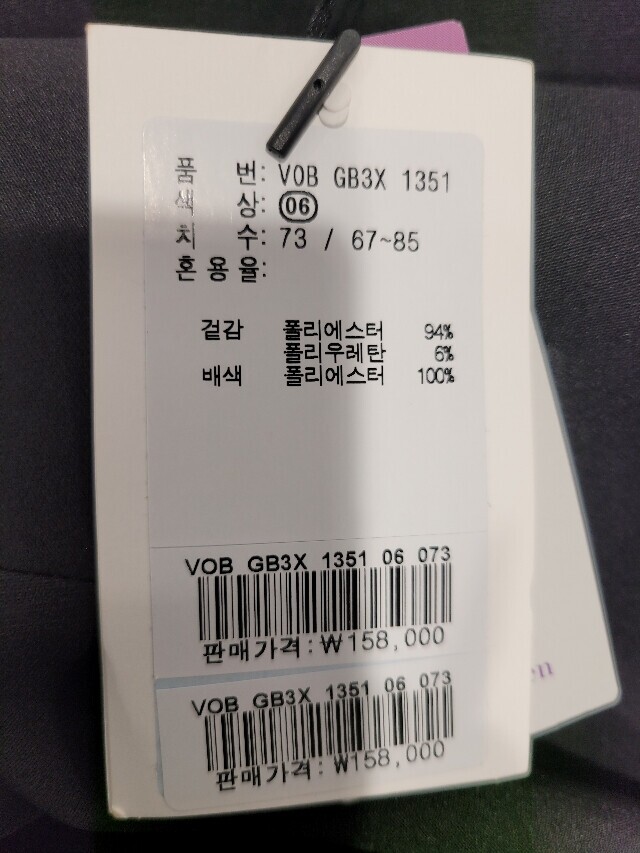 품 번: VOB GB3X 1351
색 상: 06
치 수: 73 / 67~85
혼용율:
겉감 폴리에스터 94%
폴리우레탄 6%
배색 폴리에스터 100%
VOB GB3X 1351 06 073
판매가격:₩158,000
VOB GB3X 1351 06 073
판매가격:₩158,000